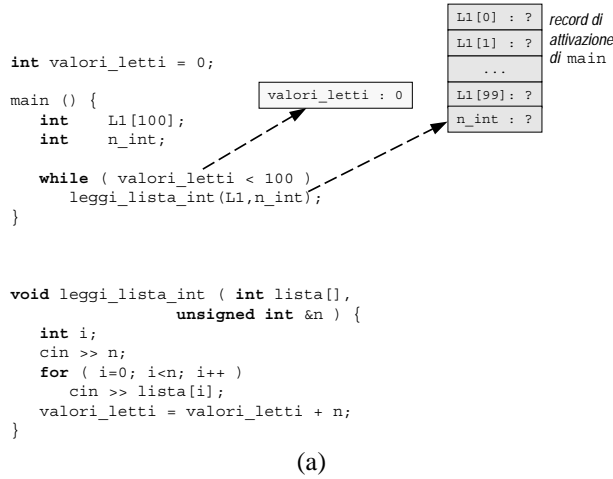 int valori_letti = 0;
main () {
int L1[100];
int n_int;
while ( valori_letti < 100 )
leggi_lista_int(L1,n_int);
}
valori_letti : 0
L1[0] : ?
L1[1] : ?
...
L1[99]: ?
n_int : ?
record di
attivazione
di main
void leggi_lista_int ( int lista[],
unsigned int &n ) {
int i;
cin >> n;
for ( i=0; i<n; i++ )
cin >> lista[i];
valori_letti = valori_letti + n;
}
(a)